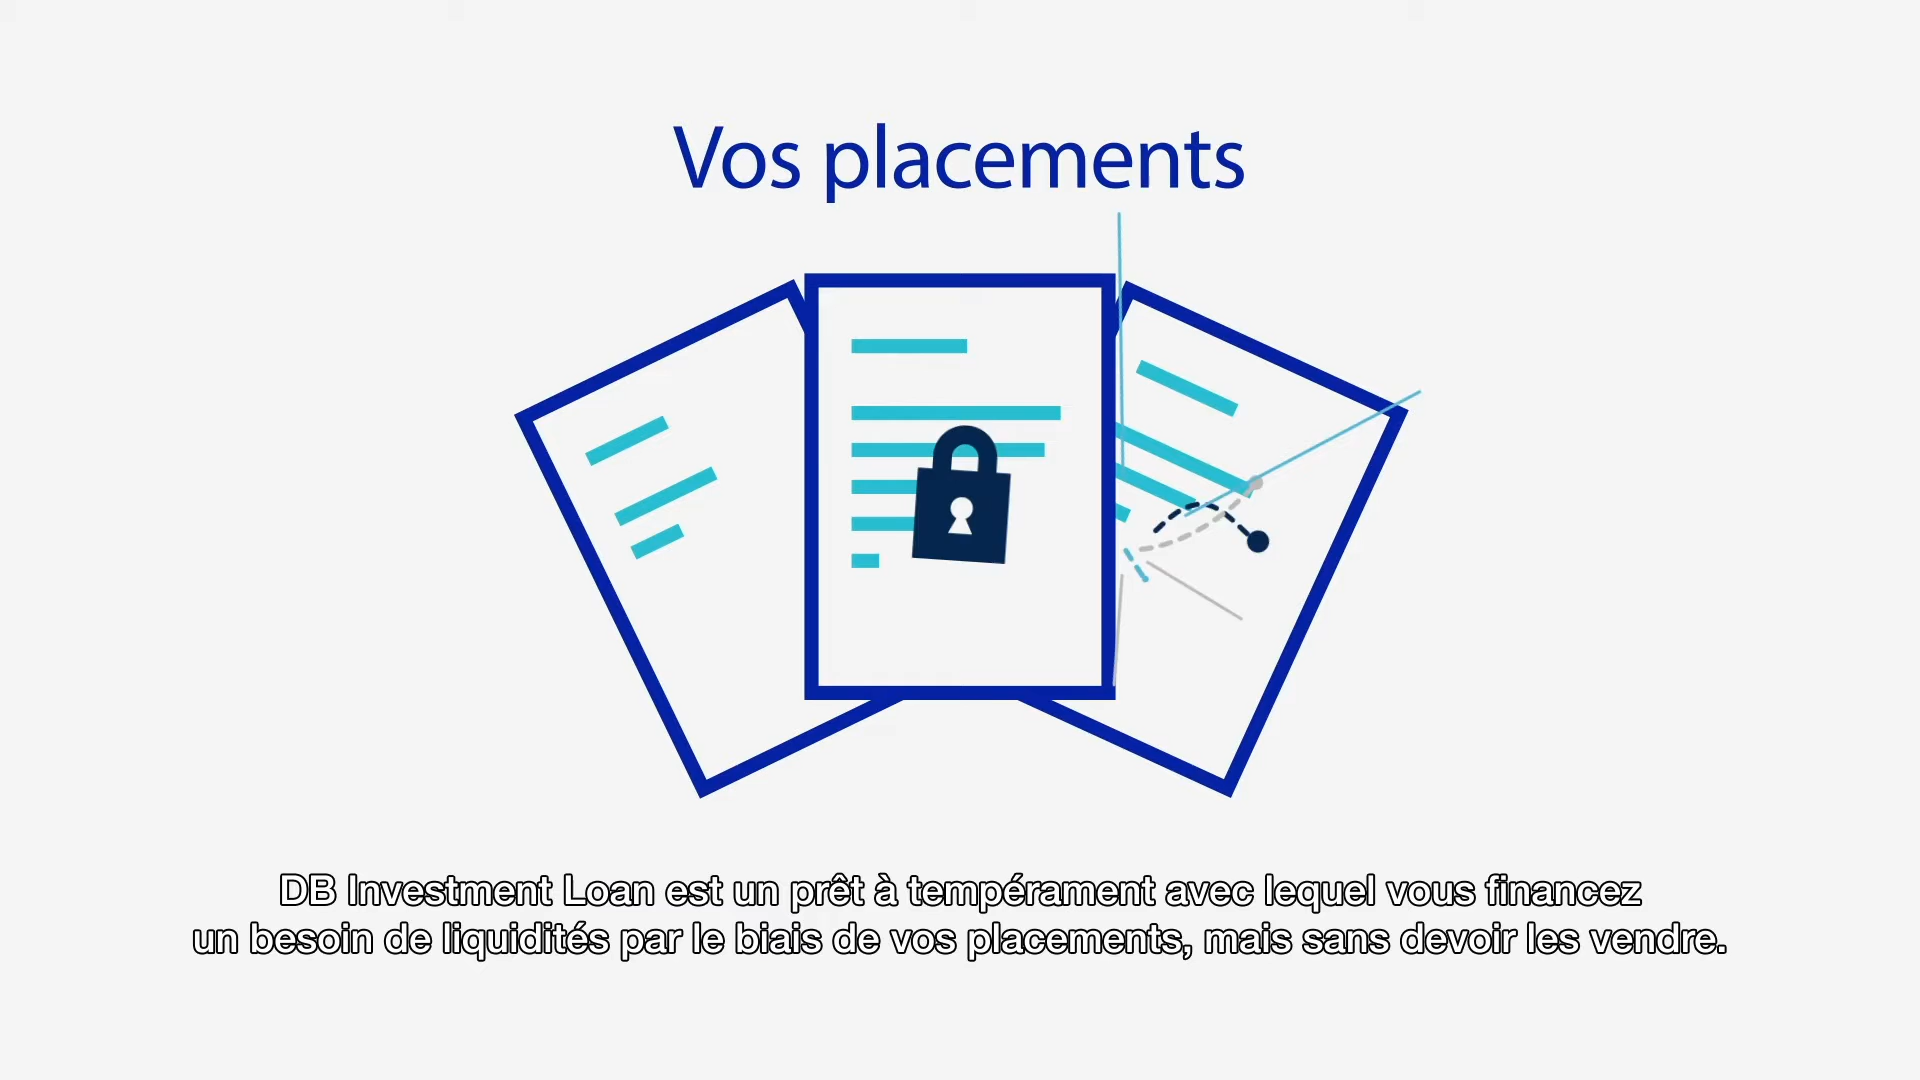 Vos placements
DB Investment Loan est un prêt à tempérament avec lequel vous financez
un besoin de liquidités par le biais de vos placements, mais sans devoir les vendre.